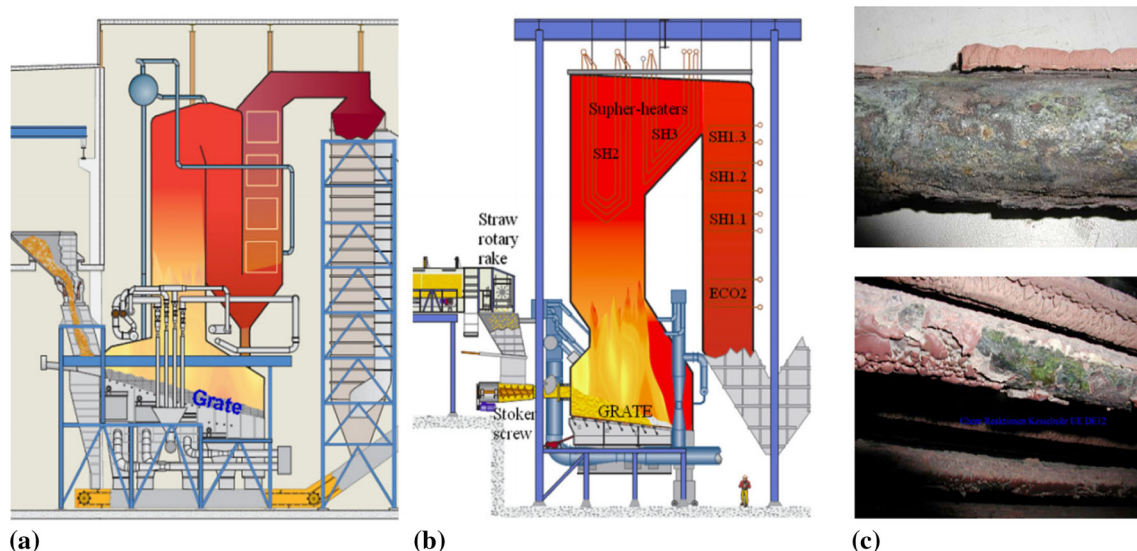 Grate
(a)
Supher-heaters
SH3
SH2
SH1.3
SH1.2
SH1.1
ECO2
Straw
rotary
rake
Stoker
screw
GRATE
(b)
(c)